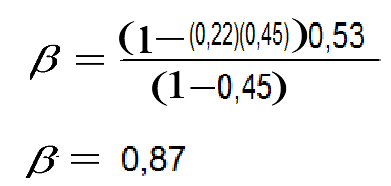 β = (1−(0,22)(0,45))0,53 / (1−0,45)
β = 0,87